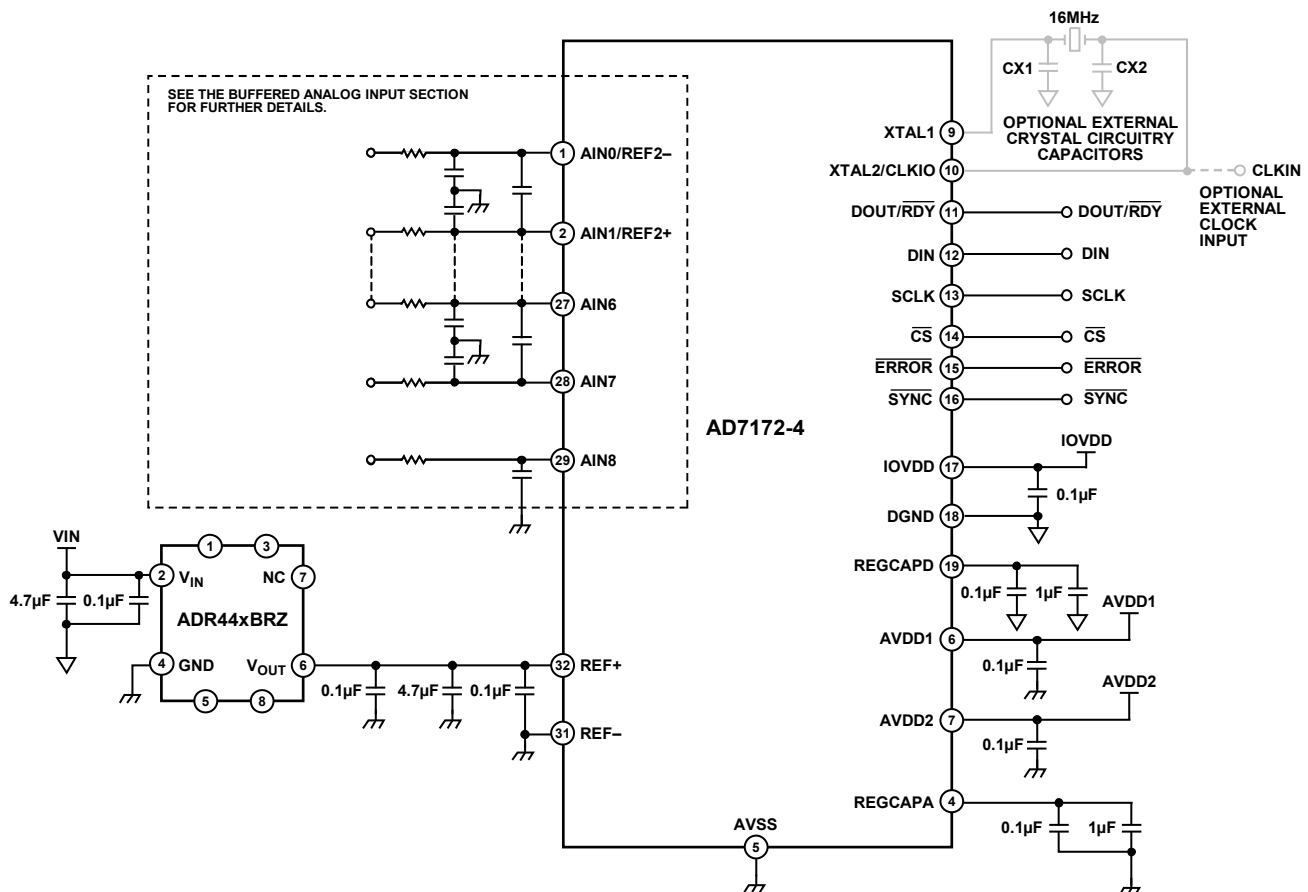 16MHz
CX1
CX2
SEE THE BUFFERED ANALOG INPUT SECTION
FOR FURTHER DETAILS.
OPTIONAL EXTERNAL
CRYSTAL CIRCUITRY
CAPACITORS
XTAL1 9
1 AIN0/REF2–
XTAL2/CLKIO 10
CLKIN
OPTIONAL
EXTERNAL
CLOCK
INPUT
DOUT/RDY 11 DOUT/RDY
2 AIN1/REF2+
DIN 12 DIN
SCLK 13 SCLK
27 AIN6
CS 14 CS
ERROR 15 ERROR
28 AIN7
SYNC 16 SYNC
AD7172-4
29 AIN8
IOVDD
IOVDD 17
0.1µF
DGND 18
VIN
1 3
2 VIN
NC 7
4.7µF 0.1µF
ADR44xBRZ
4 GND
VOUT 6
5 8
REGCAPD 19
0.1µF 1µF
AVDD1
AVDD1 6
0.1µF
32 REF+
0.1µF 4.7µF 0.1µF
31 REF–
AVDD2
AVDD2 7
0.1µF
REGCAPA 4
0.1µF 1µF
AVSS
5